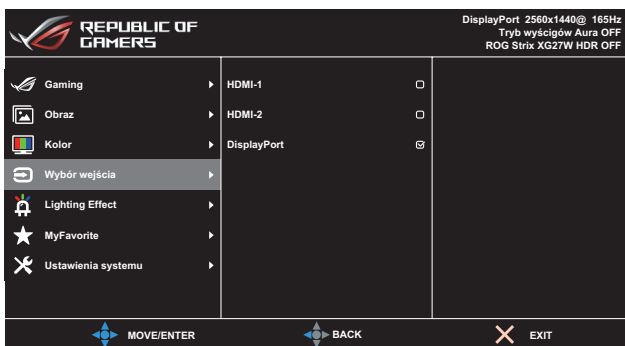 REPUBLIC OF
GAMERS
DisplayPort 2560x1440@ 165Hz
Tryb wyścigów Aura OFF
ROG Strix XG27W HDR OFF
Gaming
Obraz
Kolor
Wybór wejścia
Lighting Effect
MyFavorite
Ustawienia systemu
HDMI-1
HDMI-2
DisplayPort
MOVE/ENTER
BACK
EXIT